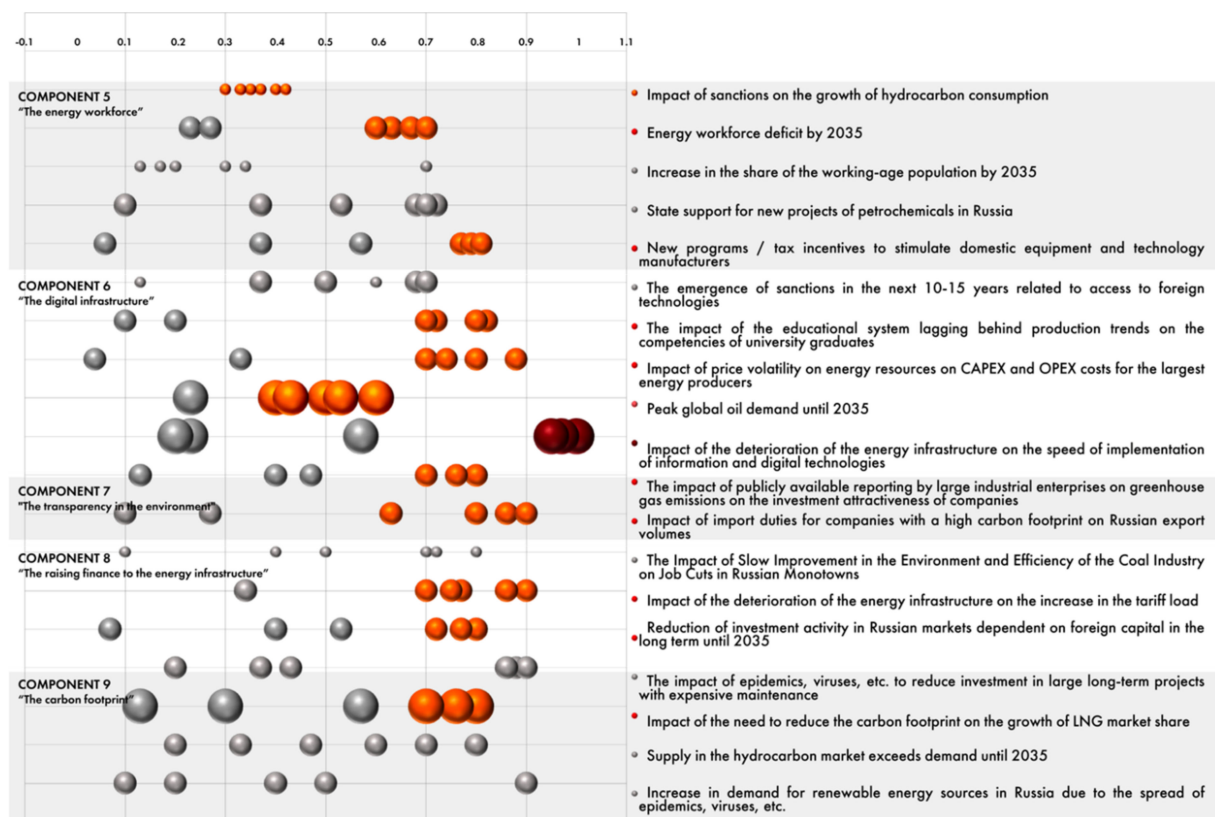 -0.1 0 0.1 0.2 0.3 0.4 0.5 0.6 0.7 0.8 0.9 1 1.1
COMPONENT 5
“The energy workforce”
Impact of sanctions on the growth of hydrocarbon consumption
Energy workforce deficit by 2035
Increase in the share of the working-age population by 2035
State support for new projects of petrochemicals in Russia
New programs / tax incentives to stimulate domestic equipment and technology
manufacturers
COMPONENT 6
“The digital infrastructure”
The emergence of sanctions in the next 10-15 years related to access to foreign
technologies
The impact of the educational system lagging behind production trends on the
competencies of university graduates
Impact of price volatility on energy resources on CAPEX and OPEX costs for the largest
energy producers
Peak global oil demand until 2035
Impact of the deterioration of the energy infrastructure on the speed of implementation
of information and digital technologies
COMPONENT 7
"The transparency in the environment"
The impact of publicly available reporting by large industrial enterprises on greenhouse
gas emissions on the investment attractiveness of companies
Impact of import duties for companies with a high carbon footprint on Russian export
volumes
COMPONENT 8
“The raising finance to the energy infrastructure”
The Impact of Slow Improvement in the Environment and Efficiency of the Coal Industry
on Job Cuts in Russian Monotowns
Impact of the deterioration of the energy infrastructure on the increase in the tariff load
Reduction of investment activity in Russian markets dependent on foreign capital in the
long term until 2035
COMPONENT 9
“The carbon footprint”
The impact of epidemics, viruses, etc. to reduce investment in large long-term projects
with expensive maintenance
Impact of the need to reduce the carbon footprint on the growth of LNG market share
Supply in the hydrocarbon market exceeds demand until 2035
Increase in demand for renewable energy sources in Russia due to the spread of
epidemics, viruses, etc.